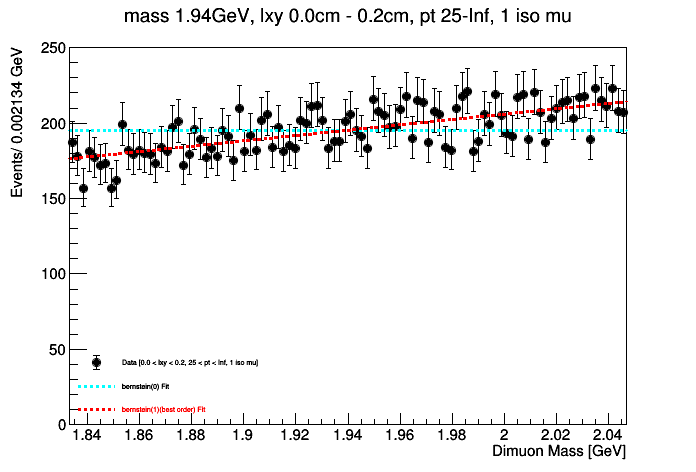 mass 1.94GeV, lxy 0.0cm - 0.2cm, pt 25-Inf, 1 iso mu
Events/ 0.002134 GeV
250
200
150
100
50
0
Data [0.0 < lxy < 0.2, 25 < pt < Inf, 1 iso mu]
bernstein(0) Fit
bernstein(1)(best order) Fit
1.84 1.86 1.88 1.9 1.92 1.94 1.96 1.98 2 2.02 2.04
Dimuon Mass [GeV]